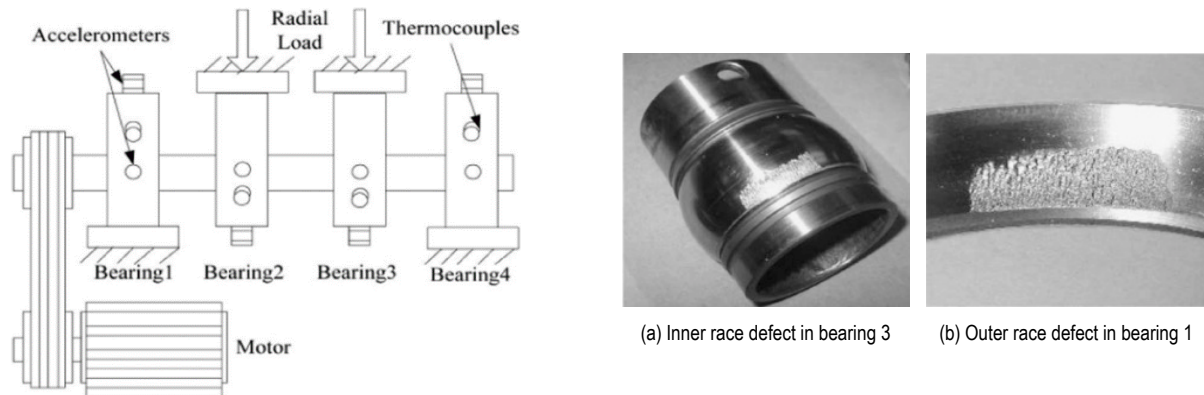 Accelerometers
Radial
Load
Thermocouples
Bearing1
Bearing2
Bearing3
Bearing4
Motor
(a) Inner race defect in bearing 3
(b) Outer race defect in bearing 1